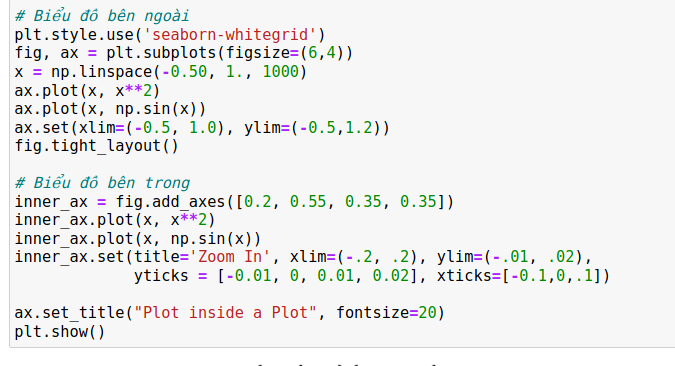 # Biểu đồ bên ngoài
plt.style.use('seaborn-whitegrid')
fig, ax = plt.subplots(figsize=(6,4))
x = np.linspace(-0.50, 1., 1000)
ax.plot(x, x**2)
ax.plot(x, np.sin(x))
ax.set(xlim=(-0.5, 1.0), ylim=(-0.5,1.2))
fig.tight_layout()

# Biểu đồ bên trong
inner_ax = fig.add_axes([0.2, 0.55, 0.35, 0.35])
inner_ax.plot(x, x**2)
inner_ax.plot(x, np.sin(x))
inner_ax.set(title='Zoom In', xlim=(-.2, .2), ylim=(-.01, .02),
             yticks = [-0.01, 0, 0.01, 0.02], xticks=[-0.1,0,.1])

ax.set_title("Plot inside a Plot", fontsize=20)
plt.show()